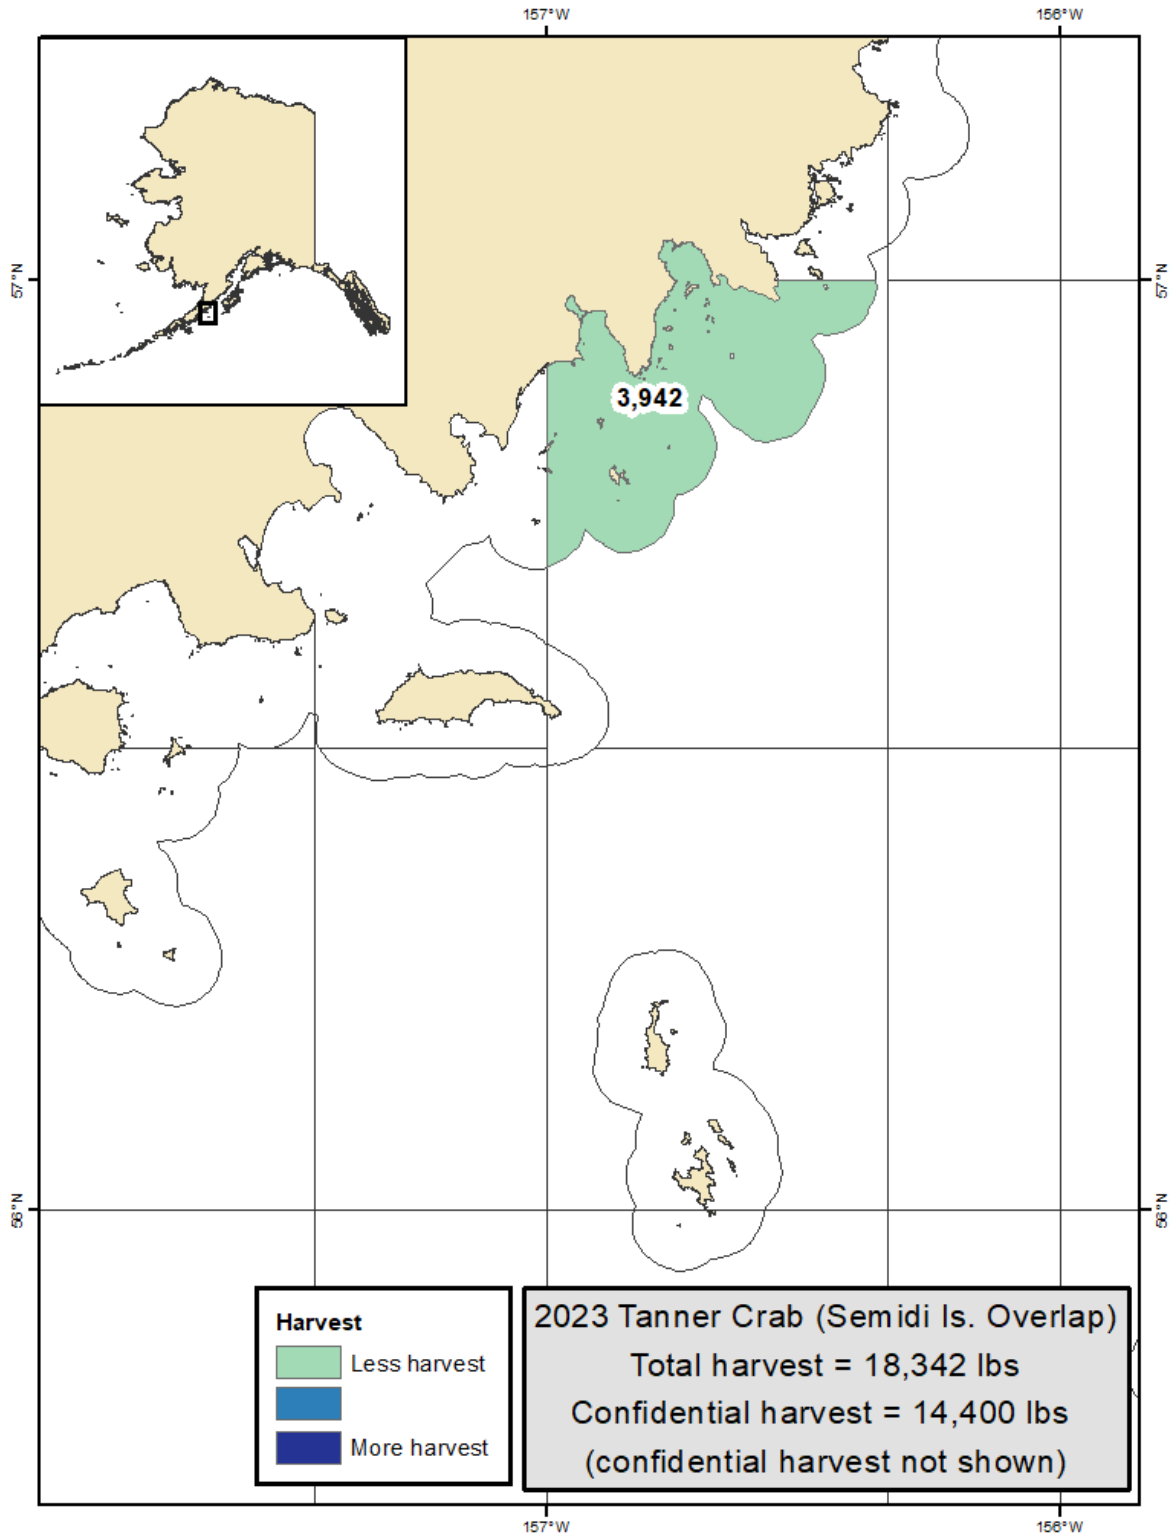 157°W 156°W
57°N 57°N
3,942
56°N 56°N
Harvest
Less harvest
More harvest
2023 Tanner Crab (Semidi Is. Overlap)
Total harvest = 18,342 lbs
Confidential harvest = 14,400 lbs
(confidential harvest not shown)
157°W 156°W